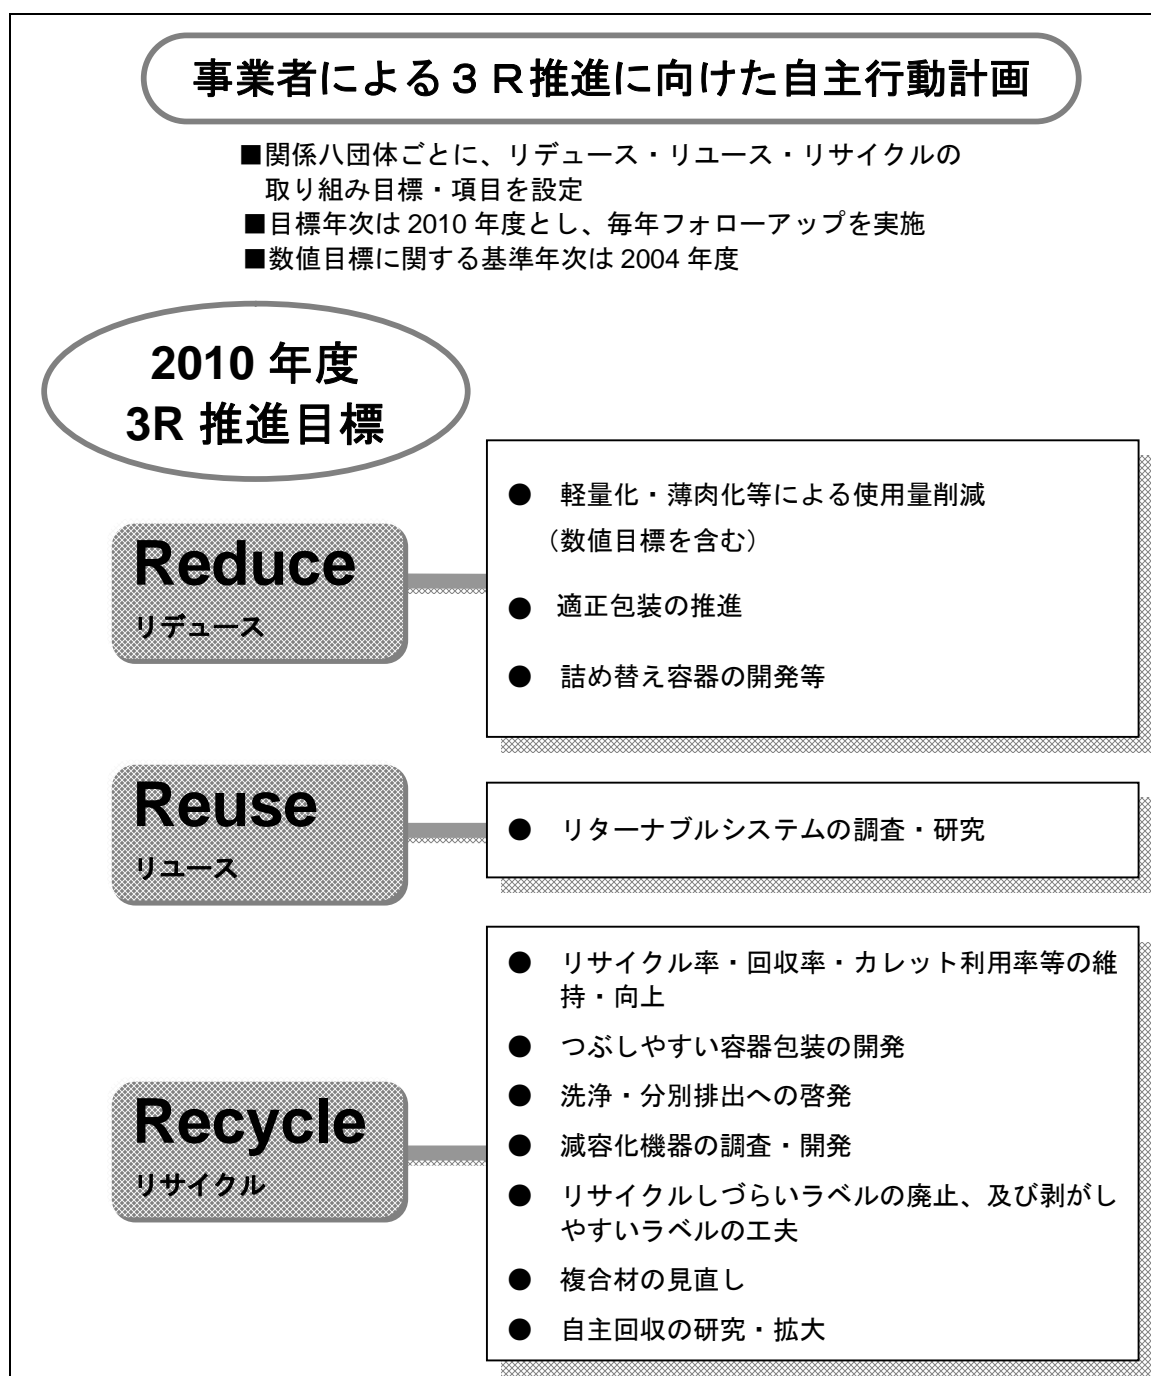 事業者による３Ｒ推進に向けた自主行動計画
■関係八団体ごとに、リデュース・リユース・リサイクルの
取り組み目標・項目を設定
■目標年次は 2010 年度とし、毎年フォローアップを実施
■数値目標に関する基準年次は 2004 年度
2010 年度
3R 推進目標
Reduce
リデュース
● 軽量化・薄肉化等による使用量削減
（数値目標を含む）
● 適正包装の推進
● 詰め替え容器の開発等
Reuse
リユース
● リターナブルシステムの調査・研究
Recycle
リサイクル
● リサイクル率・回収率・カレット利用率等の維
持・向上
● つぶしやすい容器包装の開発
● 洗浄・分別排出への啓発
● 減容化機器の調査・開発
● リサイクルしづらいラベルの廃止、及び剥がし
やすいラベルの工夫
● 複合材の見直し
● 自主回収の研究・拡大